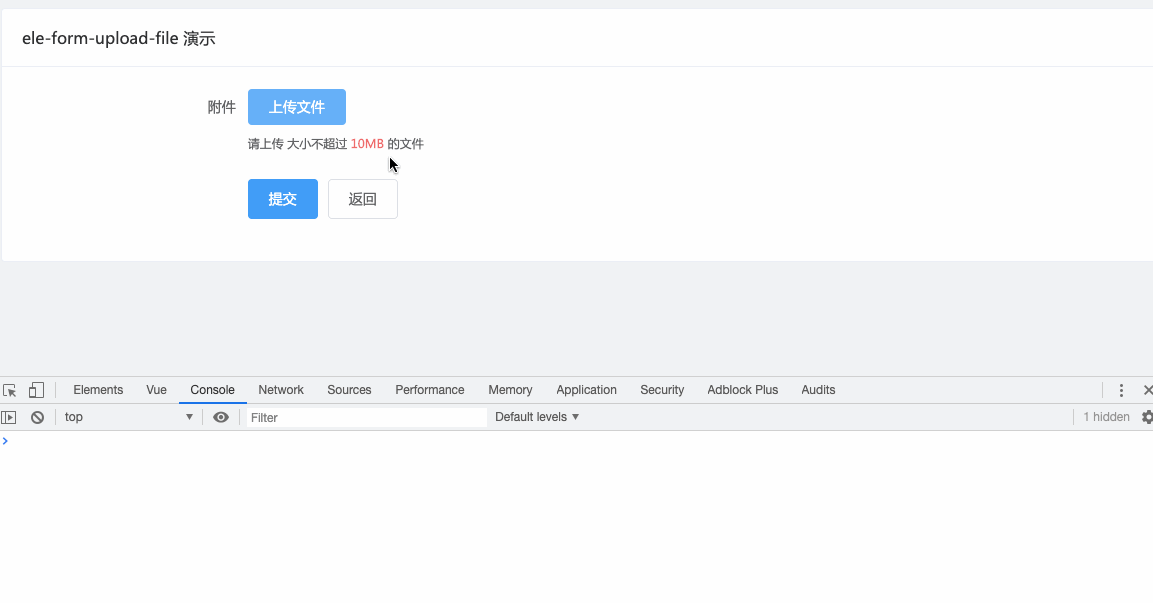 ele-form-upload-file 演示
附件 上传文件
请上传 大小不超过 10MB 的文件
提交 返回
Elements Vue Console Network Sources Performance Memory Application Security Adblock Plus Audits
top Filter Default levels 1 hidden